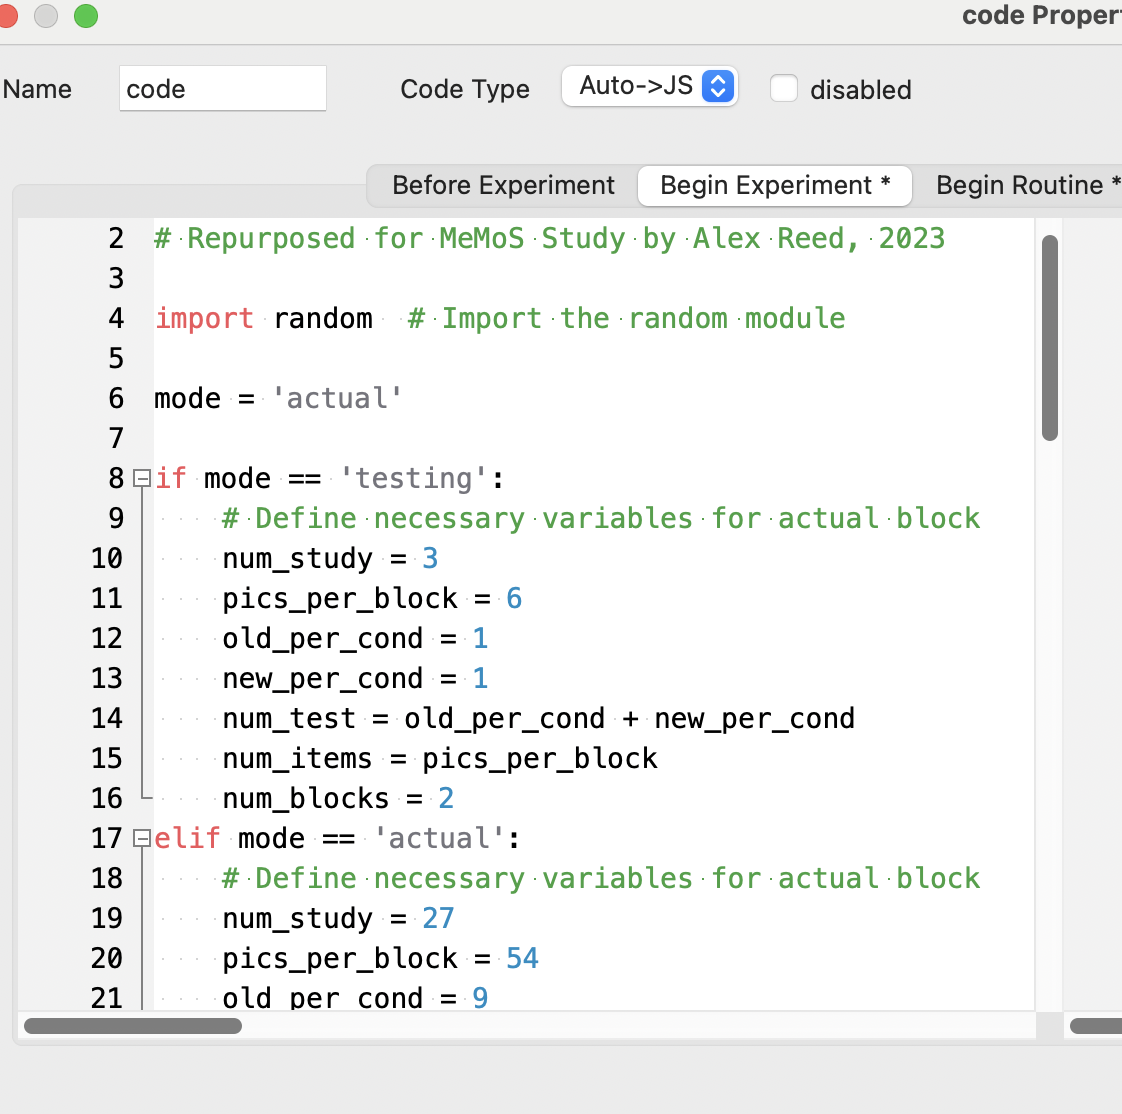 code Proper
Name code Code Type Auto->JS disabled
Before Experiment Begin Experiment * Begin Routine *
2 # Repurposed for MeMoS Study by Alex Reed, 2023
3
4 import random  # Import the random module
5
6 mode = 'actual'
7
8 if mode == 'testing':
9     # Define necessary variables for actual block
10     num_study = 3
11     pics_per_block = 6
12     old_per_cond = 1
13     new_per_cond = 1
14     num_test = old_per_cond + new_per_cond
15     num_items = pics_per_block
16     num_blocks = 2
17 elif mode == 'actual':
18     # Define necessary variables for actual block
19     num_study = 27
20     pics_per_block = 54
21     old_per_cond = 9